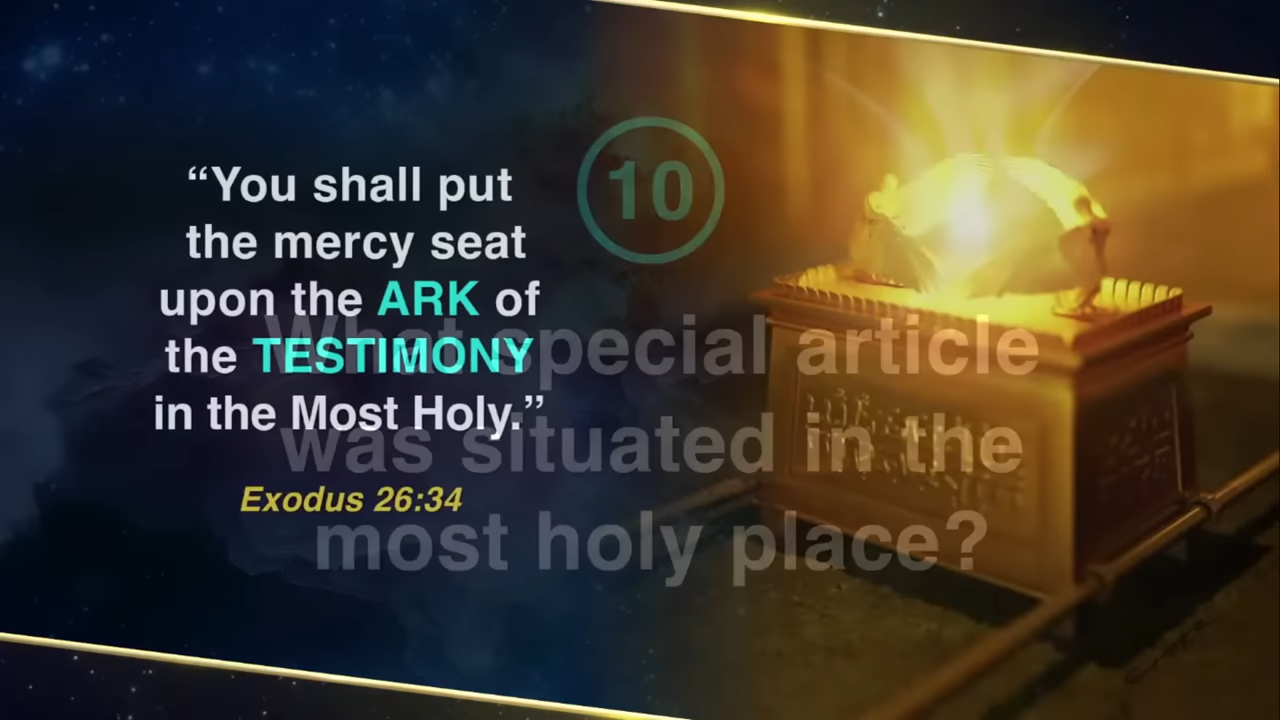 “You shall put
the mercy seat
upon the ARK of
the TESTIMONY
in the Most Holy.”
Exodus 26:34
10
What special article
was situated in the
most holy place?